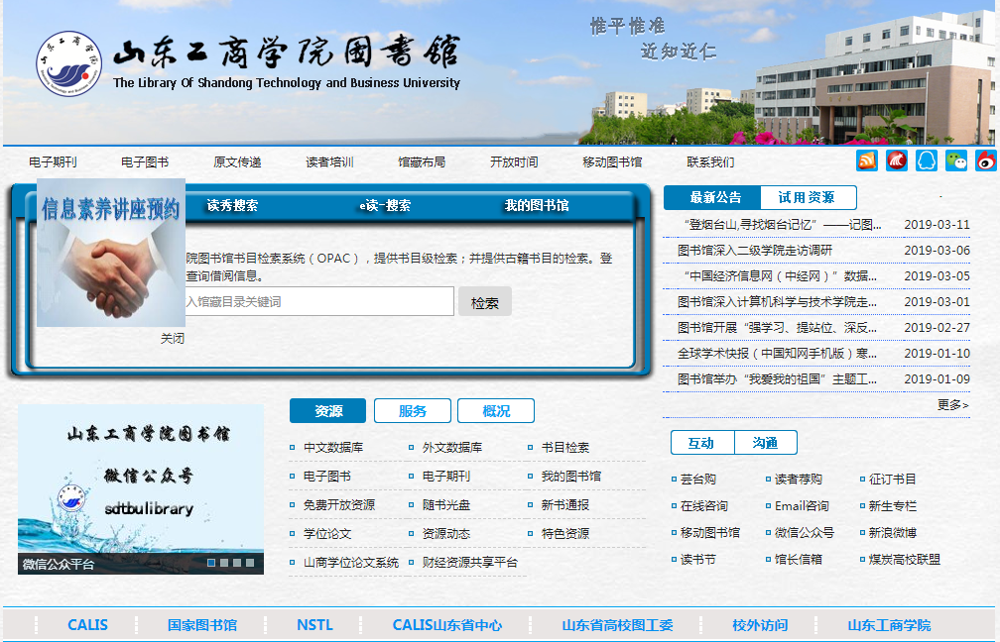 山东工商学院图書馆
The Library Of Shandong Technology and Business University
惟平惟准
近知近仁
电子期刊 电子图书 原文传递 读者培训 馆藏布局 开放时间 移动图书馆 联系我们
信息素养讲座预约
读秀搜索 e读-搜索 我的图书馆
院图书馆书目检索系统（OPAC），提供书目级检索；并提供古籍书目的检索。登
查询借阅信息。
入馆藏目录关键词 检索
关闭
最新公告 试用资源
“登烟台山,寻找烟台记忆”——记图... 2019-03-11
图书馆深入二级学院走访调研 2019-03-06
“中国经济信息网（中经网）”数据... 2019-03-05
图书馆深入计算机科学与技术学院走... 2019-03-01
图书馆开展“强学习、提站位、深反... 2019-02-27
全球学术快报（中国知网手机版）寒... 2019-01-10
图书馆举办“我爱我的祖国”主题工... 2019-01-09
更多>
山东工商学院图书馆
微信公众号
sdtbulibrary
微信公众平台
资源 服务 概况
中文数据库 外文数据库 书目检索
电子图书 电子期刊 我的图书馆
免费开放资源 随书光盘 新书通报
学位论文 资源动态 特色资源
山商学位论文系统 财经资源共享平台
互动 沟通
芸台购 读者荐购 征订书目
在线咨询 Email咨询 新生专栏
移动图书馆 微信公众号 新浪微博
读书节 馆长信箱 煤炭高校联盟
CALIS 国家图书馆 NSTL CALIS山东省中心 山东省高校图工委 校外访问 山东工商学院